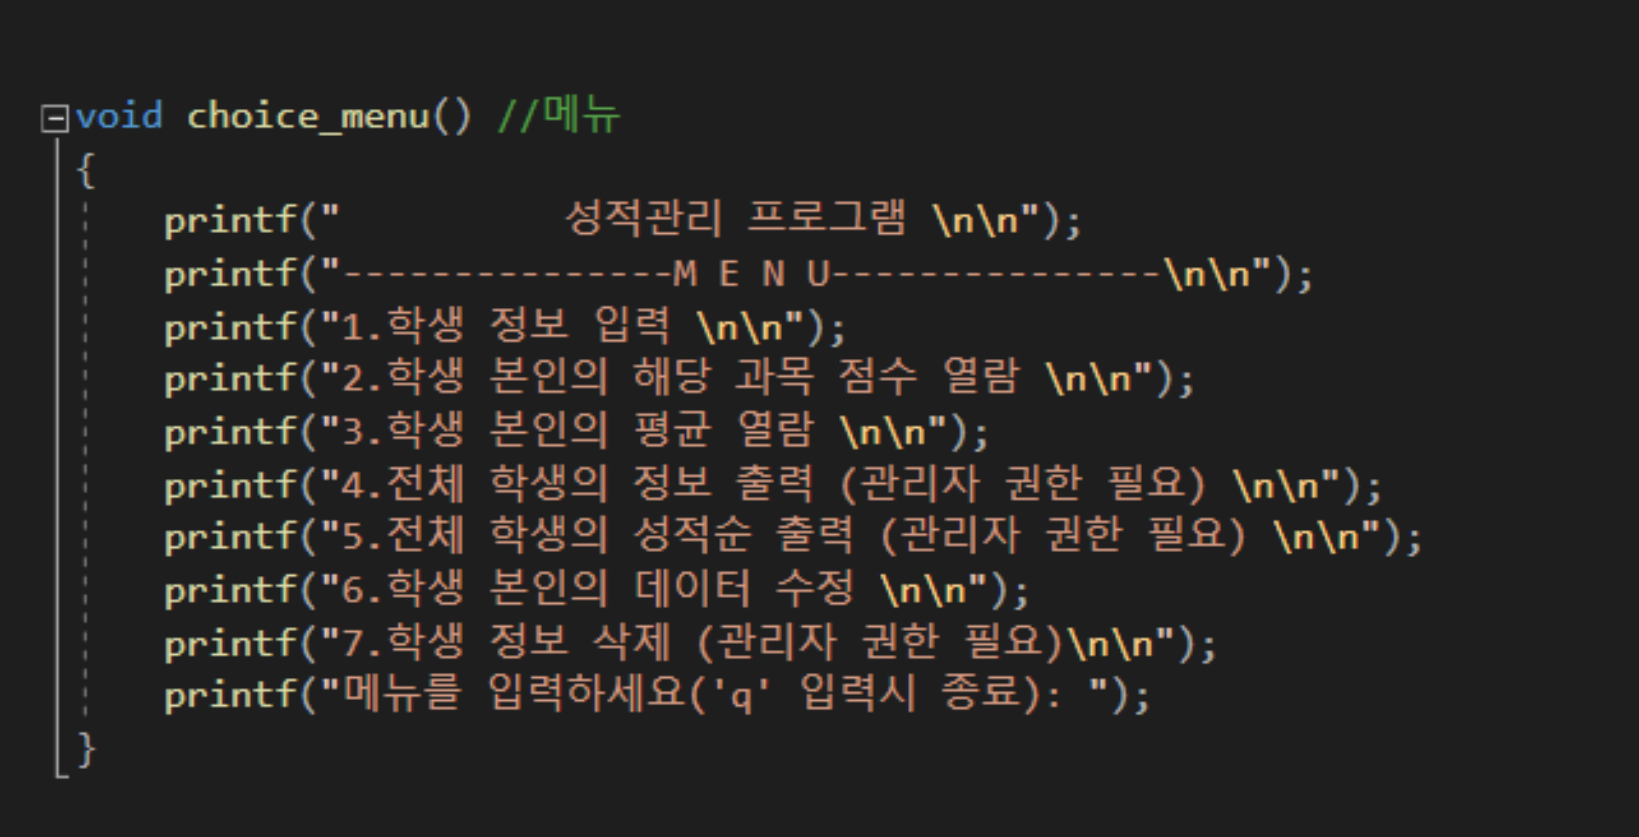 void choice_menu() //메뉴
{
printf("          성적관리 프로그램 \n\n");
printf("---------------M E N U---------------\n\n");
printf("1.학생 정보 입력 \n\n");
printf("2.학생 본인의 해당 과목 점수 열람 \n\n");
printf("3.학생 본인의 평균 열람 \n\n");
printf("4.전체 학생의 정보 출력 (관리자 권한 필요) \n\n");
printf("5.전체 학생의 성적순 출력 (관리자 권한 필요) \n\n");
printf("6.학생 본인의 데이터 수정 \n\n");
printf("7.학생 정보 삭제 (관리자 권한 필요)\n\n");
printf("메뉴를 입력하세요('q' 입력시 종료): ");
}